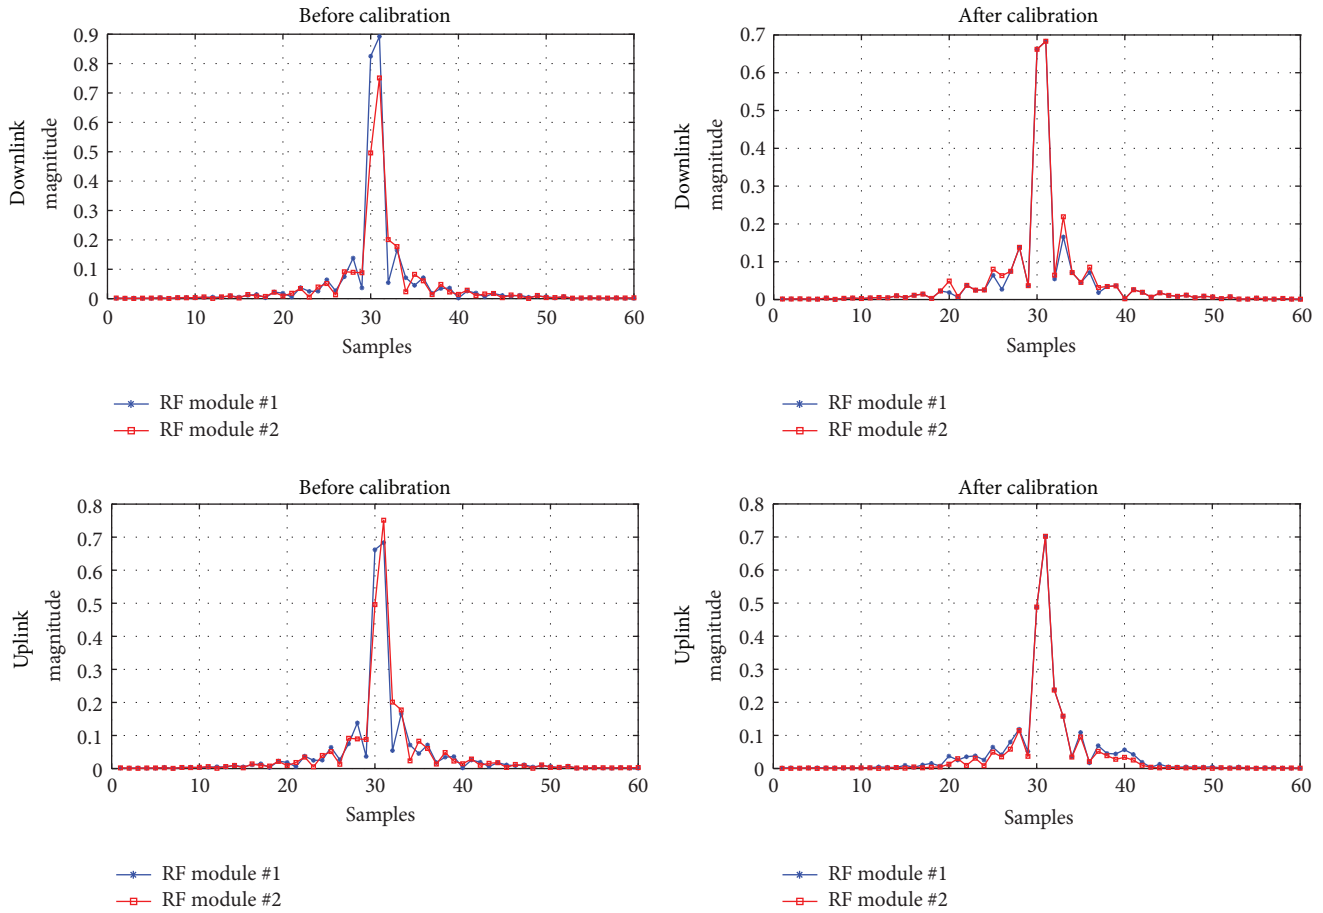 Before calibration
0.9
0.8
0.7
0.6
0.5
0.4
0.3
0.2
0.1
0
Downlink
magnitude
0 10 20 30 40 50 60
Samples
RF module #1
RF module #2
After calibration
0.7
0.6
0.5
0.4
0.3
0.2
0.1
0
Downlink
magnitude
0 10 20 30 40 50 60
Samples
RF module #1
RF module #2
Before calibration
0.8
0.7
0.6
0.5
0.4
0.3
0.2
0.1
0
Uplink
magnitude
0 10 20 30 40 50 60
Samples
RF module #1
RF module #2
After calibration
0.8
0.7
0.6
0.5
0.4
0.3
0.2
0.1
0
Uplink
magnitude
0 10 20 30 40 50 60
Samples
RF module #1
RF module #2